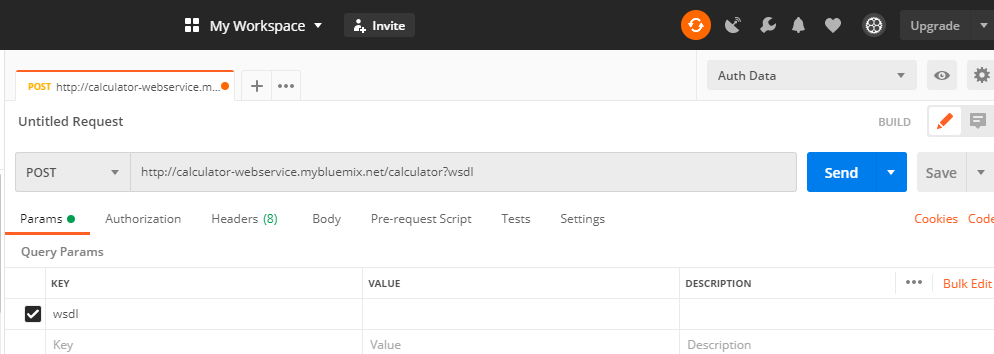 My Workspace Invite Upgrade
POST http://calculator-webservice.m... Auth Data
Untitled Request BUILD
POST http://calculator-webservice.mybluemix.net/calculator?wsdl Send Save
Params Authorization Headers (8) Body Pre-request Script Tests Settings Cookies Code
Query Params
KEY VALUE DESCRIPTION Bulk Edit
wsdl
Key Value Description